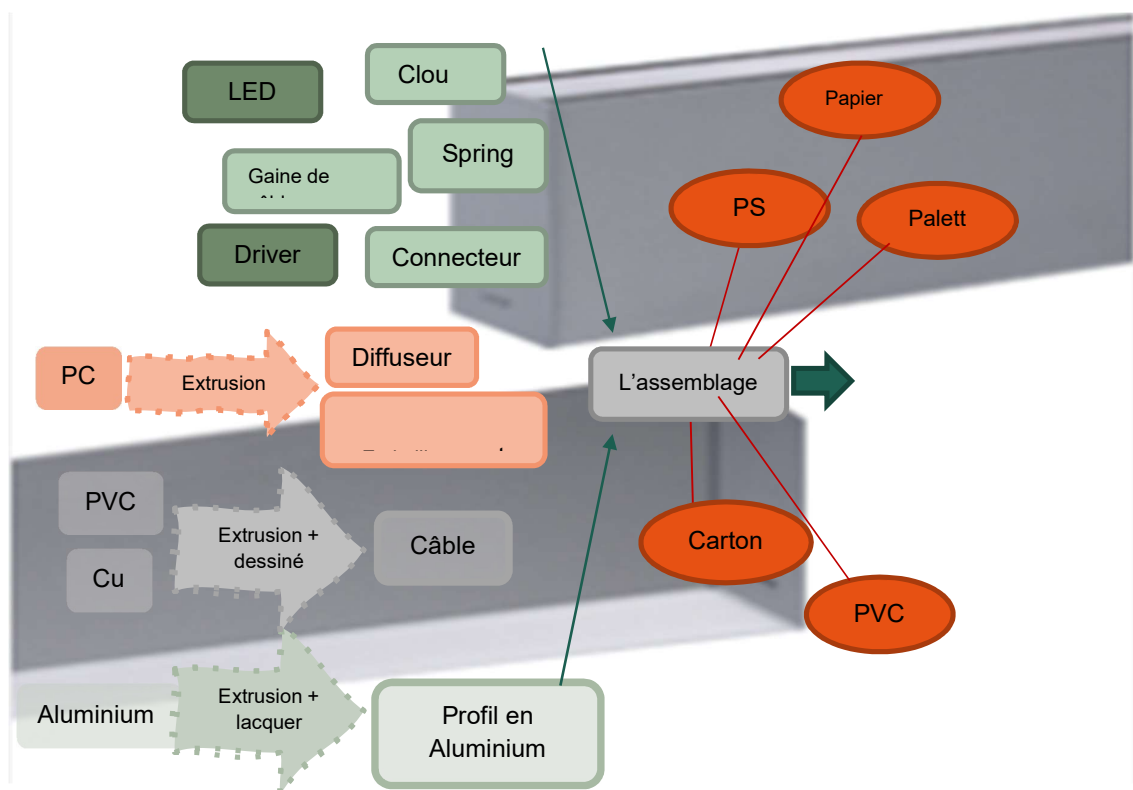 LED
Clou
Spring
Gaine de
Driver
Connecteur
Papier
PS
Palett
PC
Extrusion
Diffuseur
L'assemblage
PVC
Cu
Extrusion +
dessiné
Câble
Carton
PVC
Aluminium
Extrusion +
lacquer
Profil en
Aluminium